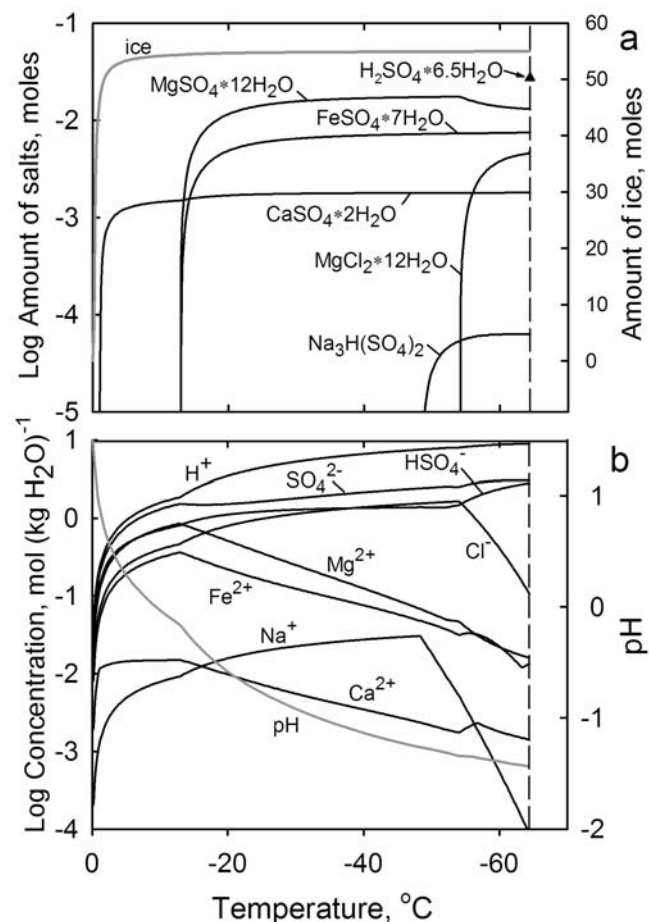 -1
60
ice
a
H₂SO₄*6.5H₂O
50
MgSO₄*12H₂O
-2
FeSO₄*7H₂O
40
30
-3
CaSO₄*2H₂O
20
MgCl₂*12H₂O
10
-4
Na₃H(SO₄)₂
0
-5
Log Amount of salts, moles
Amount of ice, moles
1
b
H⁺
SO₄²⁻
HSO₄⁻
1
0
Cl⁻
Mg²⁺
-1
Fe²⁺
0
Na⁺
-2
Ca²⁺
-1
pH
-3
-4
-2
Log Concentration, mol (kg H₂O)⁻¹
pH
0
-20
-40
-60
Temperature, °C